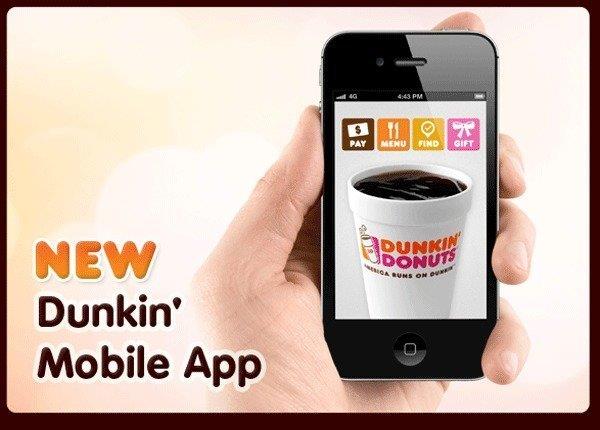 4G 4:43 PM
PAY MENU FIND GIFT
DUNKIN'
DONUTS
AMERICA RUNS ON DUNKIN'
NEW
Dunkin'
Mobile App